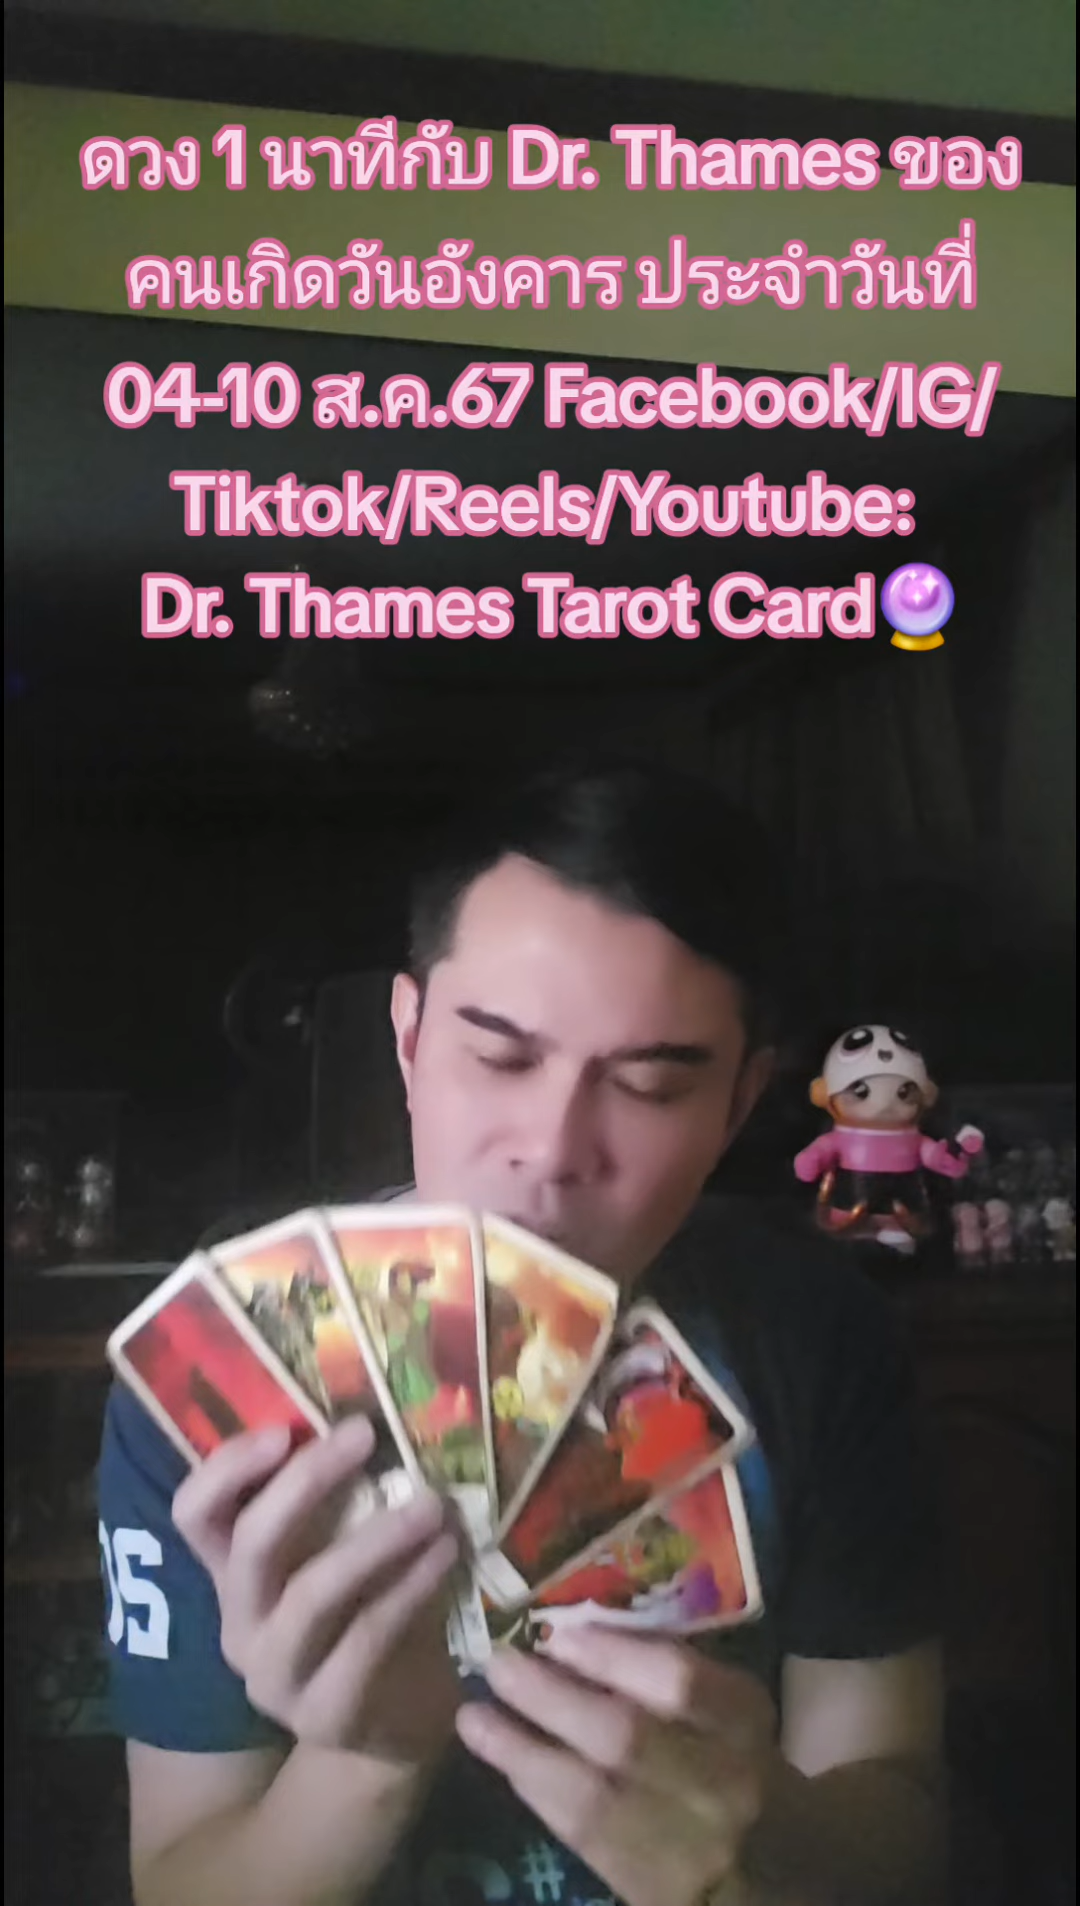 ดวง 1 นาทีกับ Dr. Thames ของ
คนเกิดวันอังคาร ประจำวันที่
04-10 ส.ค.67 Facebook/IG/
Tiktok/Reels/Youtube:
Dr. Thames Tarot Card🔮
OS
#